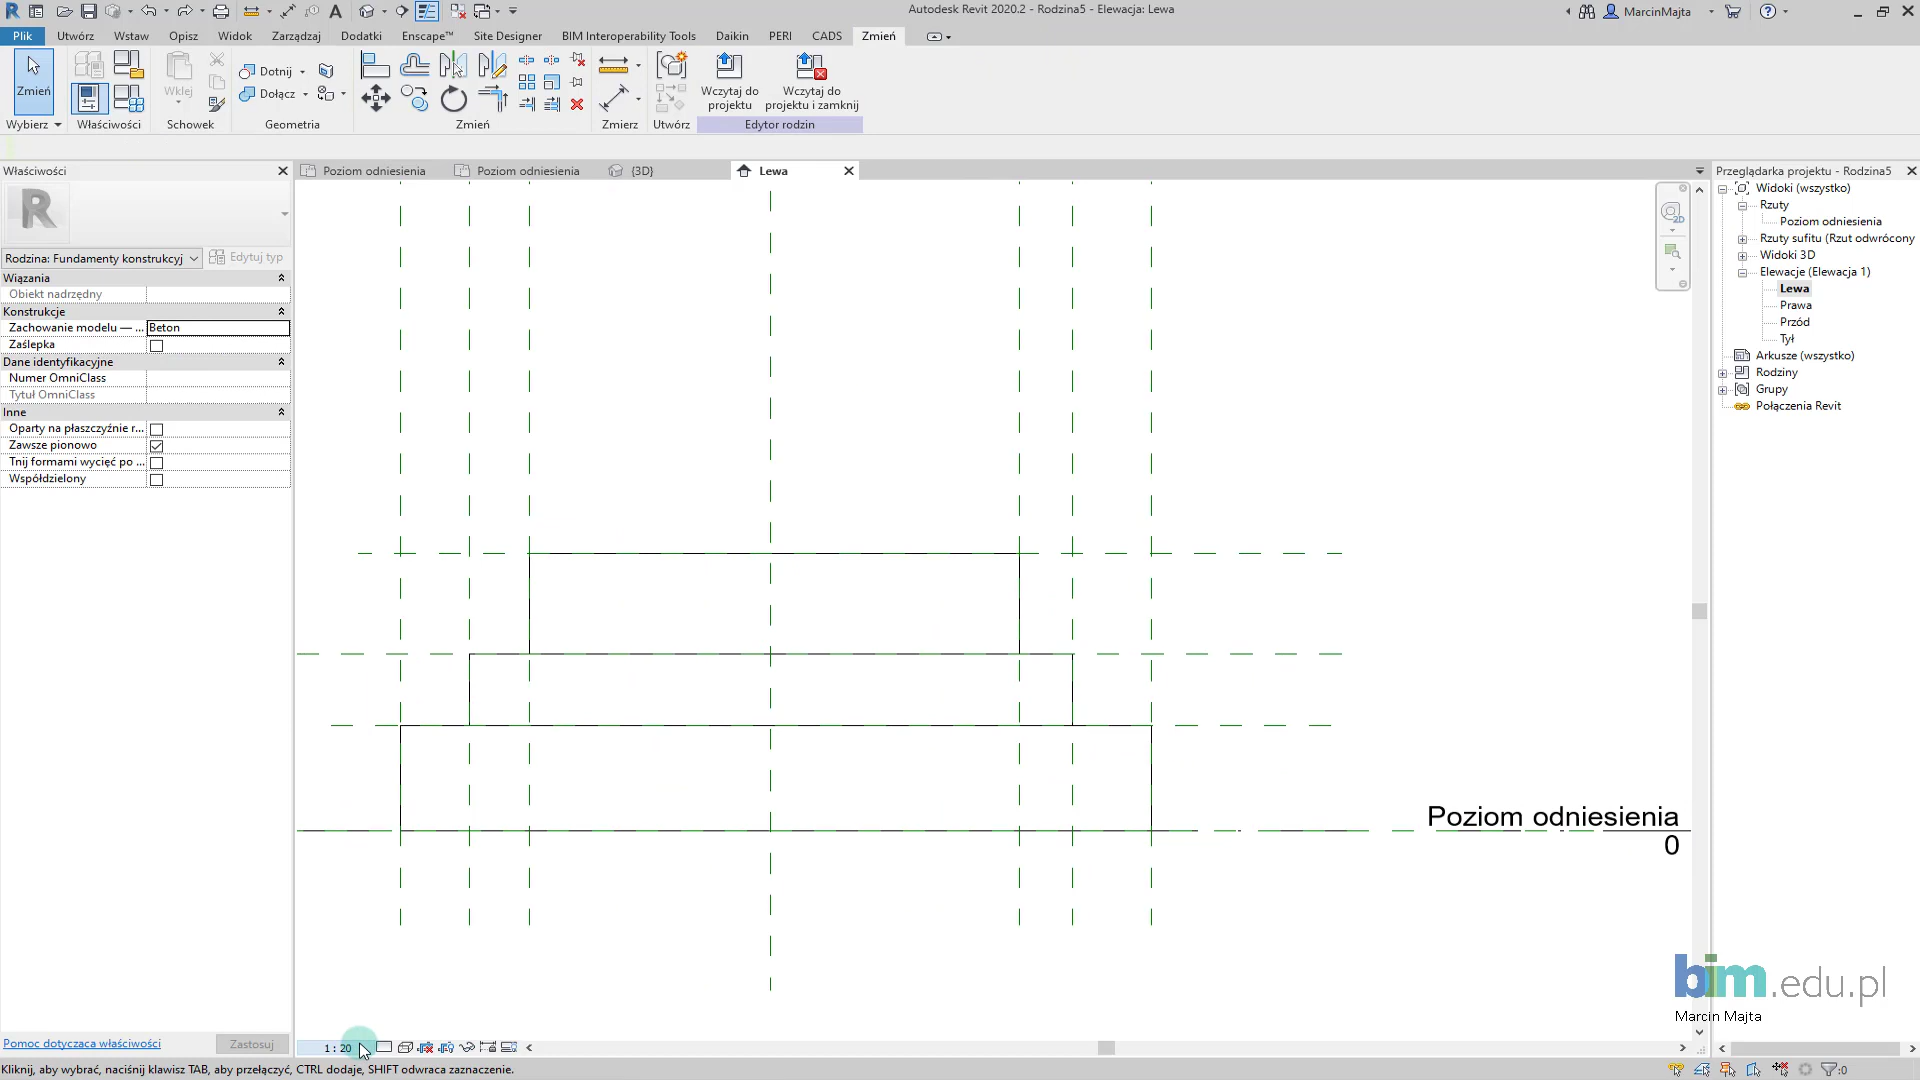 Autodesk Revit 2020.2 - Rodzina5 - Elewacja: Lewa
MarcinMajta
Plik Utwórz Wstaw Opisz Widok Zarządzaj Dodatki Enscape™ Site Designer BIM Interoperability Tools Daikin PERI CADS Zmień
Zmień
Wklej
Dotnij
Dołącz
Wczytaj do
projektu
Wczytaj do
projektu i zamknij
Wybierz Właściwości Schowek Geometria Zmień Zmierz Utwórz Edytor rodzin
Właściwości
Poziom odniesienia
Poziom odniesienia
{3D}
Lewa
Przeglądarka projektu - Rodzina5
Rodzina: Fundamenty konstrukcyj
Edytuj typ
Wiązania
Obiekt nadrzędny
Konstrukcje
Zachowanie modelu — ... Beton
Zaślepka
Dane identyfikacyjne
Numer OmniClass
Tytuł OmniClass
Inne
Oparty na płaszczyźnie r...
Zawsze pionowo
Tnij formami wycięć po ...
Współdzielony
Widoki (wszystko)
Rzuty
Poziom odniesienia
Rzuty sufitu (Rzut odwrócony
Widoki 3D
Elewacje (Elewacja 1)
Lewa
Prawa
Przód
Tył
Arkusze (wszystko)
Rodziny
Grupy
Połączenia Revit
2D
Poziom odniesienia
0
bim.edu.pl
Marcin Majta
Pomoc dotycząca właściwości
Zastosuj
1 : 20
Kliknij, aby wybrać, naciśnij klawisz TAB, aby przełączyć, CTRL dodaje, SHIFT odwraca zaznaczenie.
:0